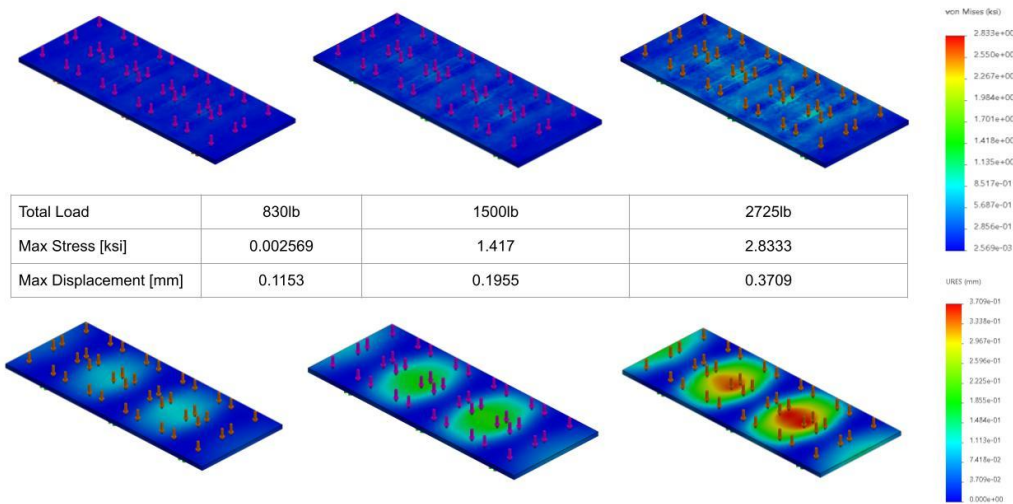 von Mises (ksi)
2.833e+00
2.550e+00
2.267e+00
1.984e+00
1.701e+00
1.418e+00
1.135e+00
8.517e-01
5.687e-01
2.856e-01
2.569e-03
Total Load 830lb 1500lb 2725lb
Max Stress [ksi] 0.002569 1.417 2.8333
Max Displacement [mm] 0.1153 0.1955 0.3709
URES (mm)
3.709e-01
3.338e-01
2.967e-01
2.596e-01
2.225e-01
1.855e-01
1.484e-01
1.113e-01
7.418e-02
3.709e-02
0.000e+00